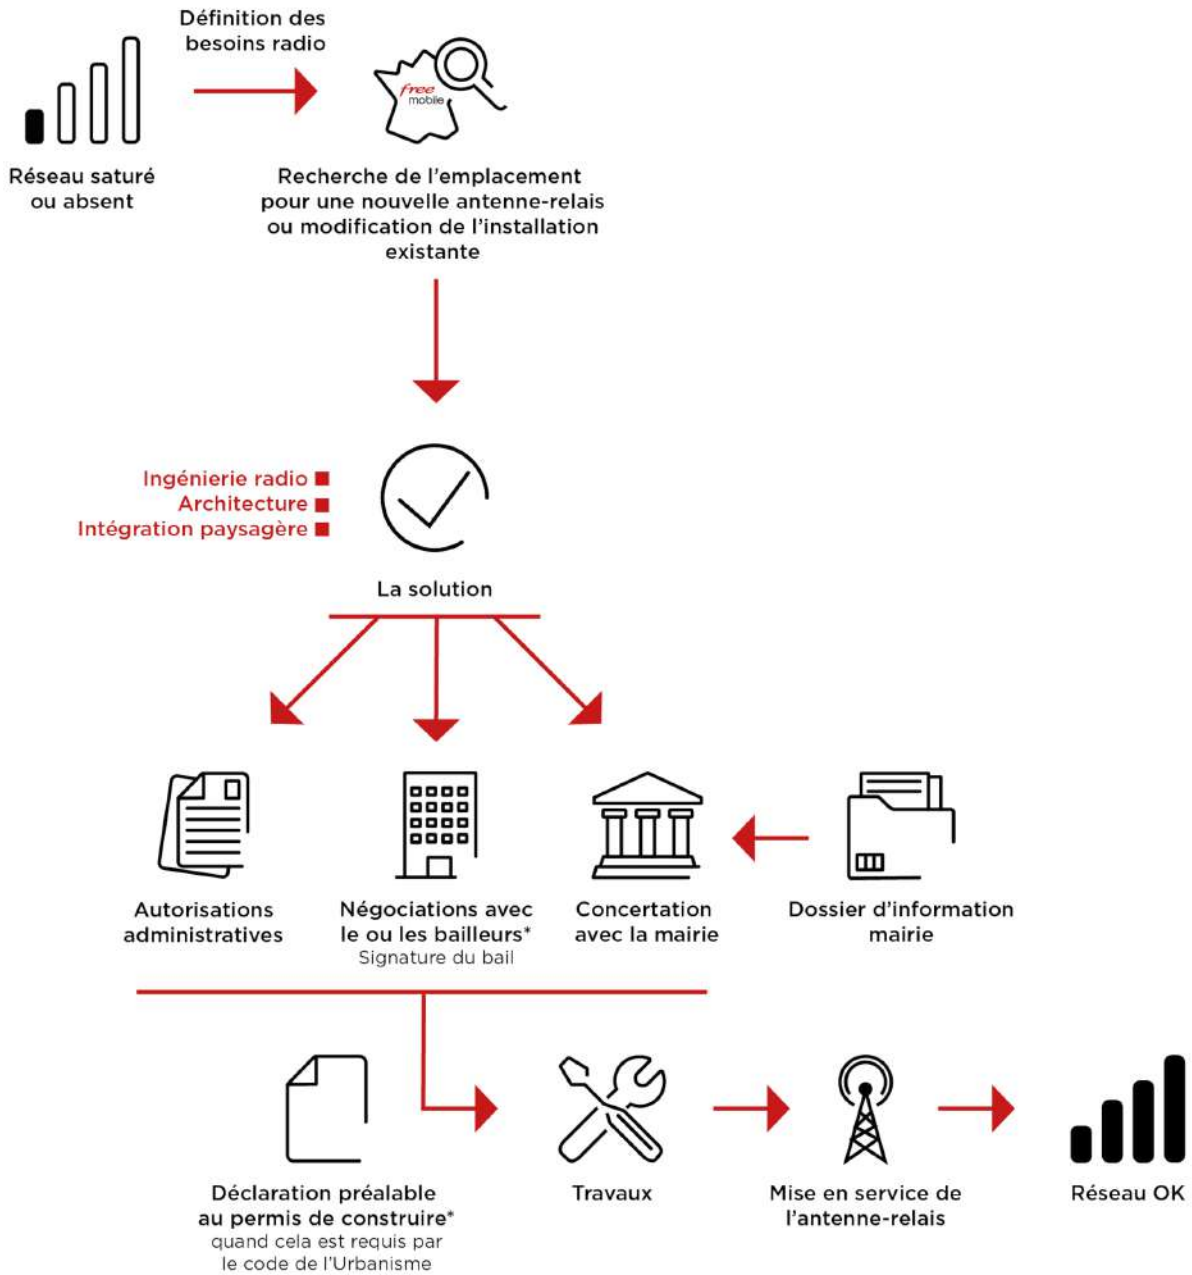 Définition des
besoins radio
free
mobile
Réseau saturé
ou absent
Recherche de l'emplacement
pour une nouvelle antenne-relais
ou modification de l'installation
existante
Ingénierie radio
Architecture
Intégration paysagère
La solution
Autorisations
administratives
Négociations avec
le ou les bailleurs*
Signature du bail
Concertation
avec la mairie
Dossier d'information
mairie
Déclaration préalable
au permis de construire*
quand cela est requis par
le code de l'Urbanisme
Travaux
Mise en service de
l'antenne-relais
Réseau OK